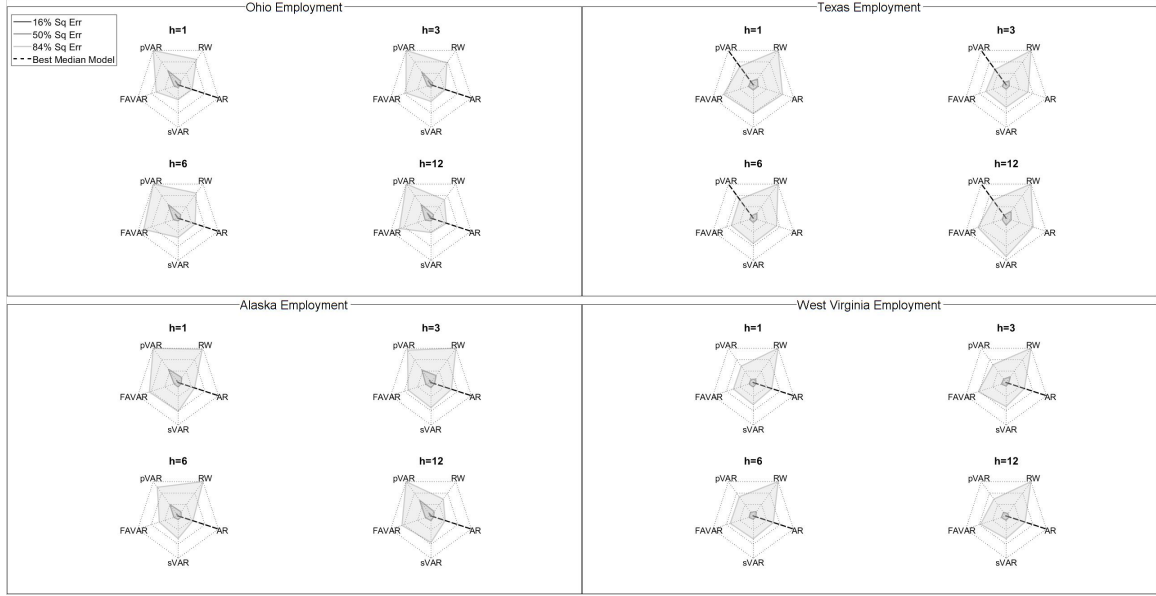 Ohio Employment
16% Sq Err
50% Sq Err
84% Sq Err
Best Median Model
h=1
pVAR RW
FAVAR AR
sVAR
h=3
pVAR RW
FAVAR AR
sVAR
h=6
pVAR RW
FAVAR AR
sVAR
h=12
pVAR RW
FAVAR AR
sVAR
Texas Employment
h=1
pVAR RW
FAVAR AR
sVAR
h=3
pVAR RW
FAVAR AR
sVAR
h=6
pVAR RW
FAVAR AR
sVAR
h=12
pVAR RW
FAVAR AR
sVAR
Alaska Employment
h=1
pVAR RW
FAVAR AR
sVAR
h=3
pVAR RW
FAVAR AR
sVAR
h=6
pVAR RW
FAVAR AR
sVAR
h=12
pVAR RW
FAVAR AR
sVAR
West Virginia Employment
h=1
pVAR RW
FAVAR AR
sVAR
h=3
pVAR RW
FAVAR AR
sVAR
h=6
pVAR RW
FAVAR AR
sVAR
h=12
pVAR RW
FAVAR AR
sVAR